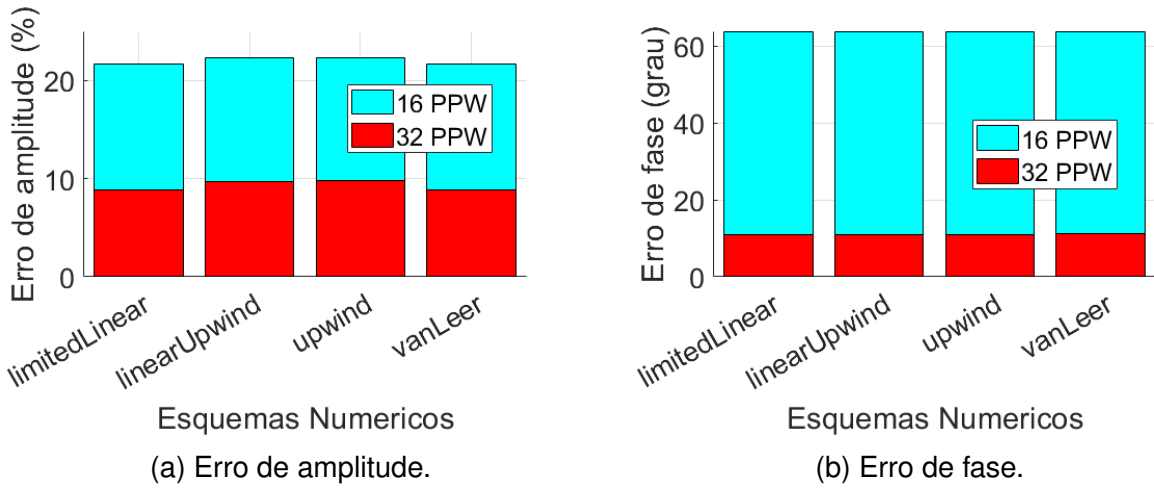 Erro de amplitude (%)
20
10
0
16 PPW
32 PPW
limitedLinear
linearUpwind
upwind
vanLeer
Esquemas Numericos
(a) Erro de amplitude.
Erro de fase (grau)
60
40
20
0
16 PPW
32 PPW
limitedLinear
linearUpwind
upwind
vanLeer
Esquemas Numericos
(b) Erro de fase.